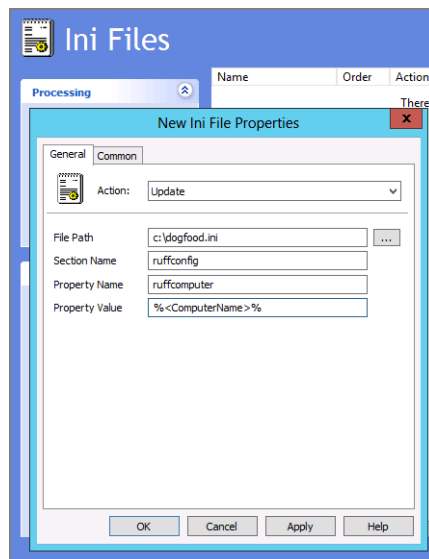 Ini Files
Name Order Action
Processing
There
New Ini File Properties
x
General Common
Action: Update
File Path c:\dogfood.ini ...
Section Name ruffconfig
Property Name ruffcomputer
Property Value %<ComputerName>%
OK Cancel Apply Help